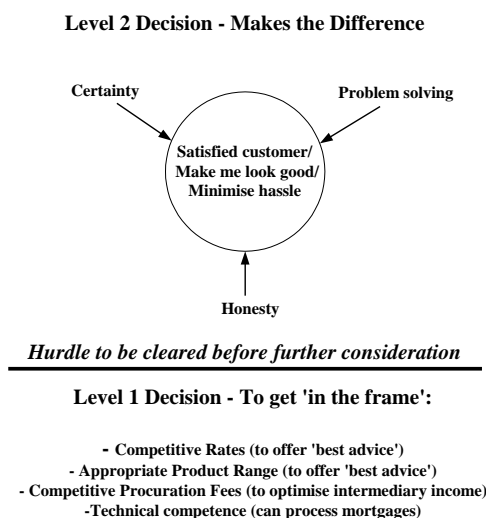 Level 2 Decision - Makes the Difference
Certainty
Problem solving
Satisfied customer/
Make me look good/
Minimise hassle
Honesty
Hurdle to be cleared before further consideration
Level 1 Decision - To get 'in the frame':
- Competitive Rates (to offer 'best advice')
- Appropriate Product Range (to offer 'best advice')
- Competitive Procuration Fees (to optimise intermediary income)
-Technical competence (can process mortgages)